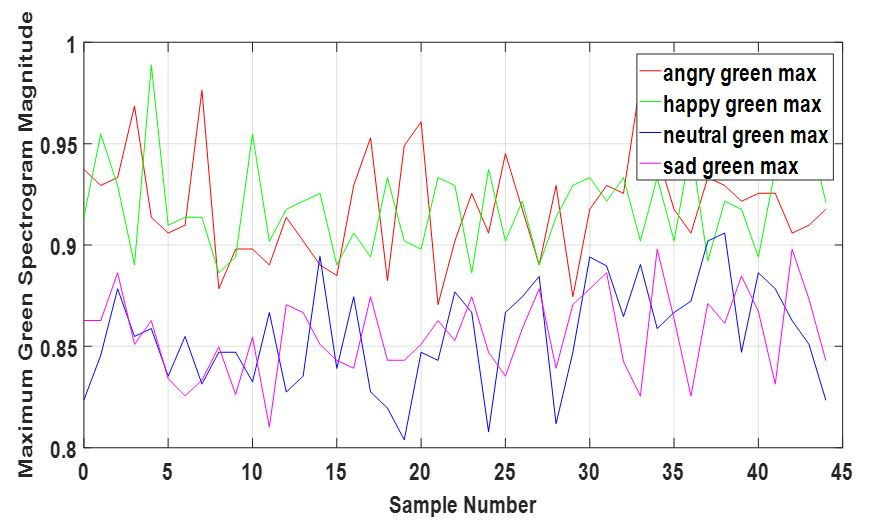 Maximum Green Spectrogram Magnitude
1
0.95
0.9
0.85
0.8
0
5
10
15
20
25
30
35
40
45
Sample Number
angry green max
happy green max
neutral green max
sad green max